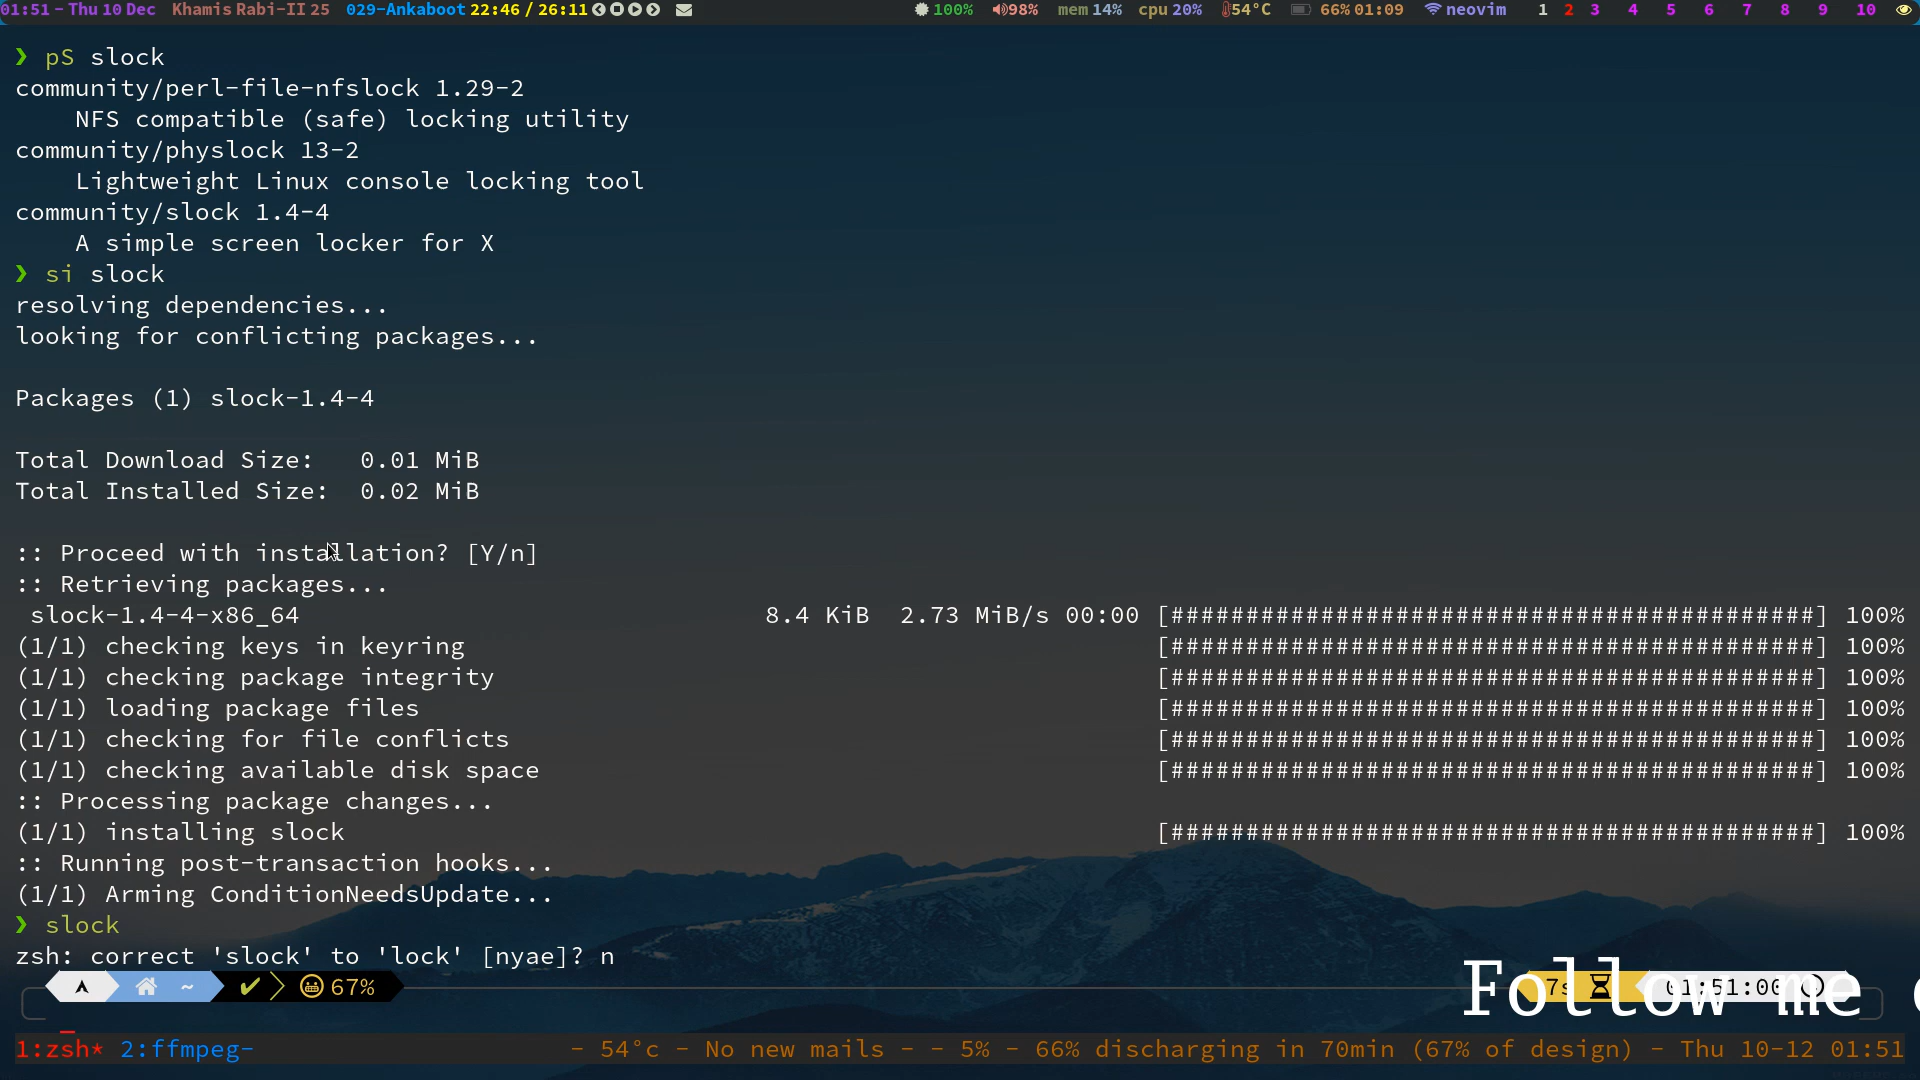 01:51 - Thu 10 Dec Khamis Rabi-II 25 029-Ankaboot 22:46 / 26:11 100% 98% mem 14% cpu 20% 54°C 66% 01:09 neovim 1 2 3 4 5 6 7 8 9 10
❯ pS slock
community/perl-file-nfslock 1.29-2
NFS compatible (safe) locking utility
community/physlock 13-2
Lightweight Linux console locking tool
community/slock 1.4-4
A simple screen locker for X
❯ si slock
resolving dependencies...
looking for conflicting packages...
Packages (1) slock-1.4-4
Total Download Size: 0.01 MiB
Total Installed Size: 0.02 MiB
:: Proceed with installation? [Y/n]
:: Retrieving packages...
slock-1.4-4-x86_64 8.4 KiB 2.73 MiB/s 00:00 [###########################################] 100%
(1/1) checking keys in keyring [###########################################] 100%
(1/1) checking package integrity [###########################################] 100%
(1/1) loading package files [###########################################] 100%
(1/1) checking for file conflicts [###########################################] 100%
(1/1) checking available disk space [###########################################] 100%
:: Processing package changes...
(1/1) installing slock [###########################################] 100%
:: Running post-transaction hooks...
(1/1) Arming ConditionNeedsUpdate...
❯ slock
zsh: correct 'slock' to 'lock' [nyae]? n
~ ✔ 67% 7s 01:51:00
Follow me
1:zsh* 2:ffmpeg- - 54°c - No new mails - - 5% - 66% discharging in 70min (67% of design) - Thu 10-12 01:51